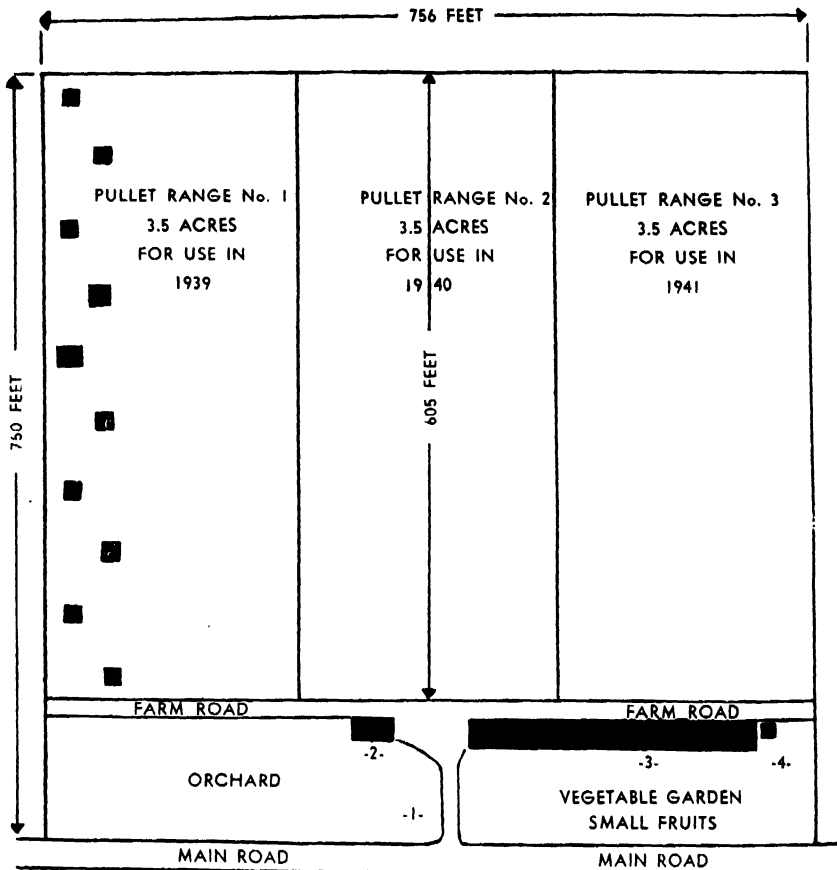 756 FEET
PULLET RANGE No. 1
3.5 ACRES
FOR USE IN
1939
PULLET RANGE No. 2
3.5 ACRES
FOR USE IN
1940
PULLET RANGE No. 3
3.5 ACRES
FOR USE IN
1941
750 FEET
605 FEET
FARM ROAD
FARM ROAD
-2-
-3-
-4-
ORCHARD
-1-
VEGETABLE GARDEN
SMALL FRUITS
MAIN ROAD
MAIN ROAD